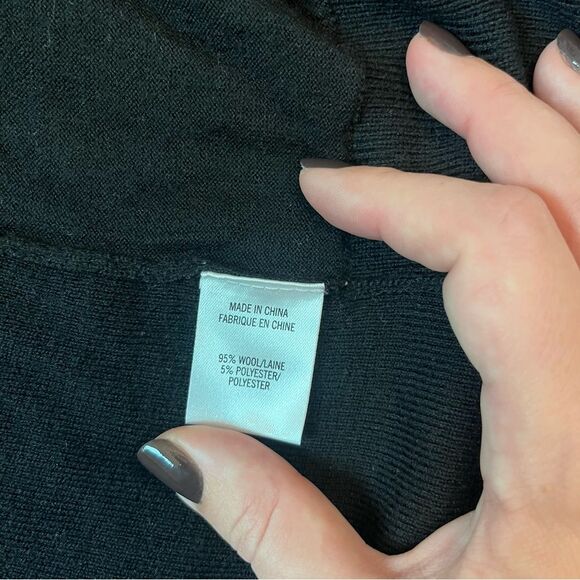 MADE IN CHINA
FABRIQUE EN CHINE
95% WOOL/LAINE
5% POLYESTER/
POLYESTER